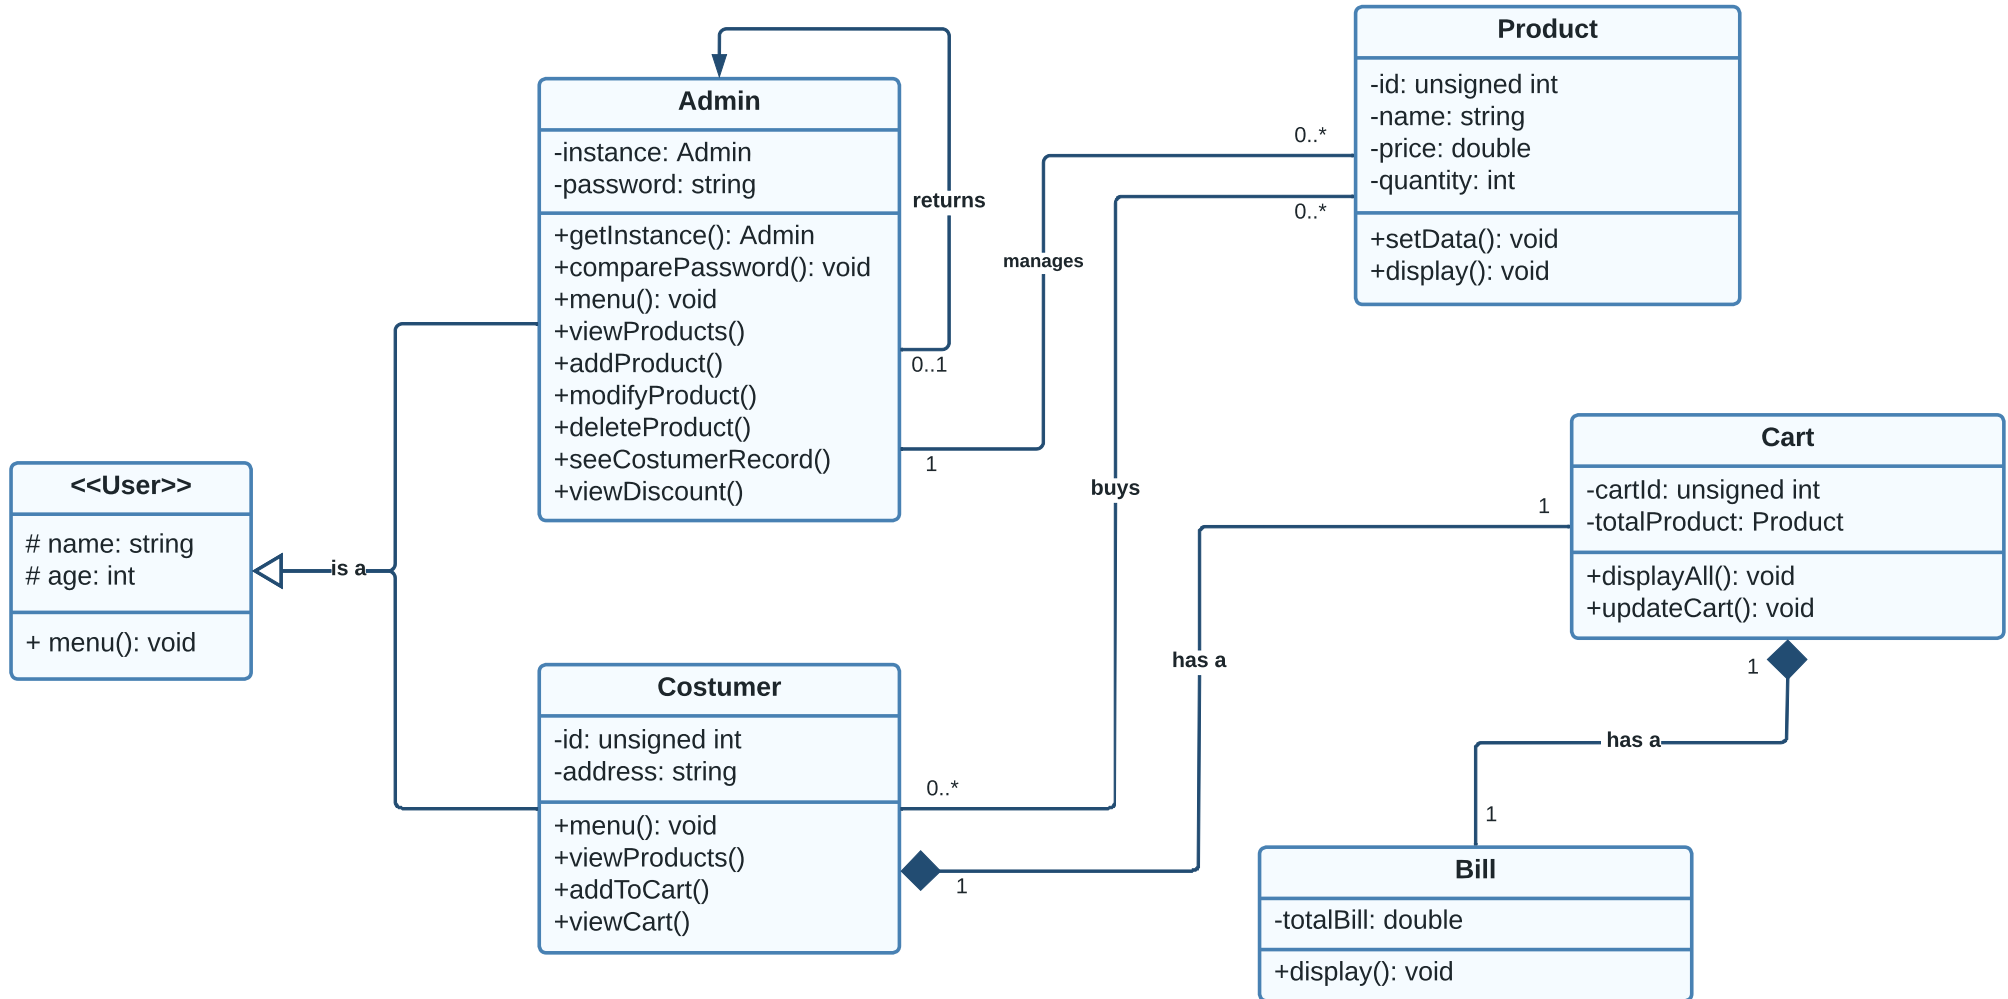 Admin
-instance: Admin
-password: string
+getInstance(): Admin
+comparePassword(): void
+menu(): void
+viewProducts()
+addProduct()
+modifyProduct()
+deleteProduct()
+seeCostumerRecord()
+viewDiscount()
returns
0..1
manages
1
0..*
Product
-id: unsigned int
-name: string
-price: double
-quantity: int
+setData(): void
+display(): void
0..*
buys
0..*
<<User>>
# name: string
# age: int
+ menu(): void
is a
Costumer
-id: unsigned int
-address: string
+menu(): void
+viewProducts()
+addToCart()
+viewCart()
1
has a
1
Cart
-cartId: unsigned int
-totalProduct: Product
+displayAll(): void
+updateCart(): void
1
has a
1
Bill
-totalBill: double
+display(): void